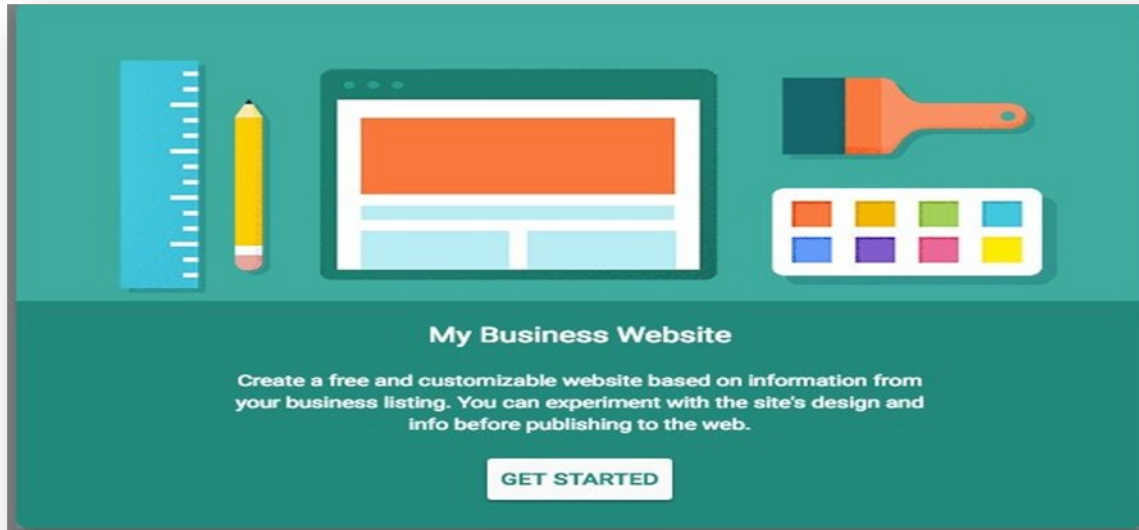 My Business Website
Create a free and customizable website based on information from
your business listing. You can experiment with the site's design and
info before publishing to the web.
GET STARTED